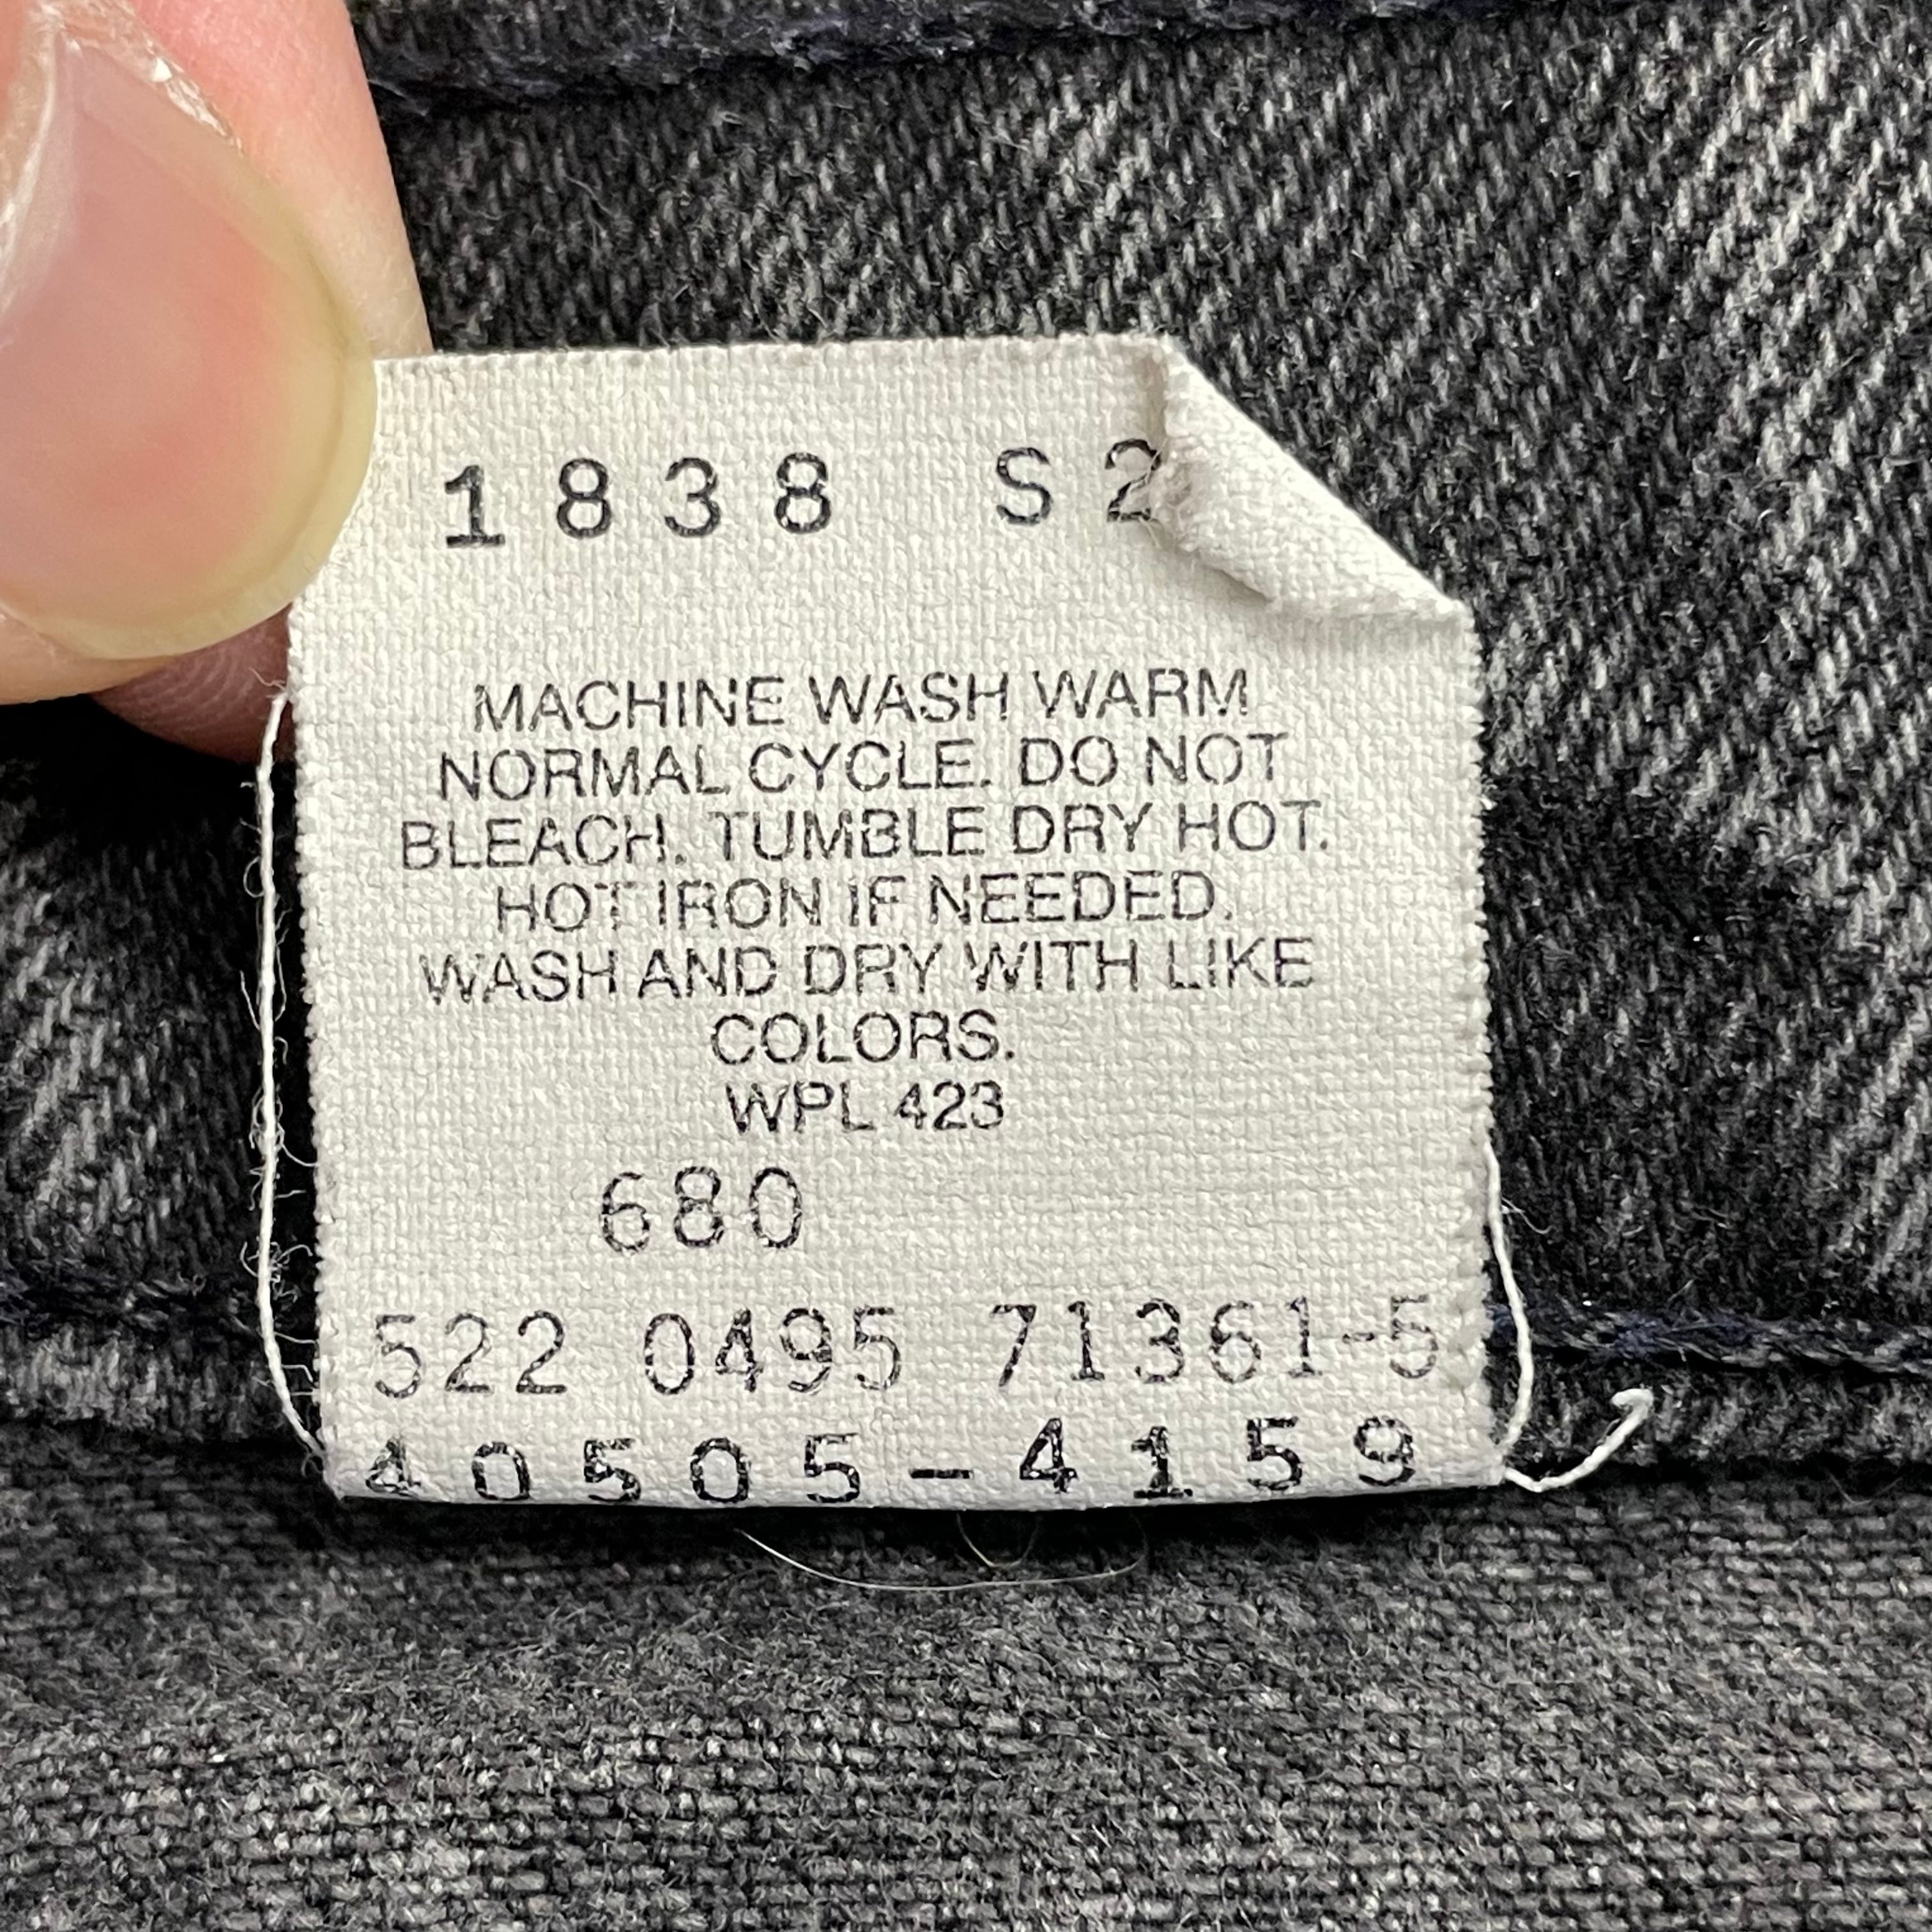 1838 S2
MACHINE WASH WARM
NORMAL CYCLE. DO NOT
BLEACH. TUMBLE DRY HOT.
HOT IRON IF NEEDED.
WASH AND DRY WITH LIKE
COLORS.
WPL 423
680
522 0495 71361-5
40505-4159